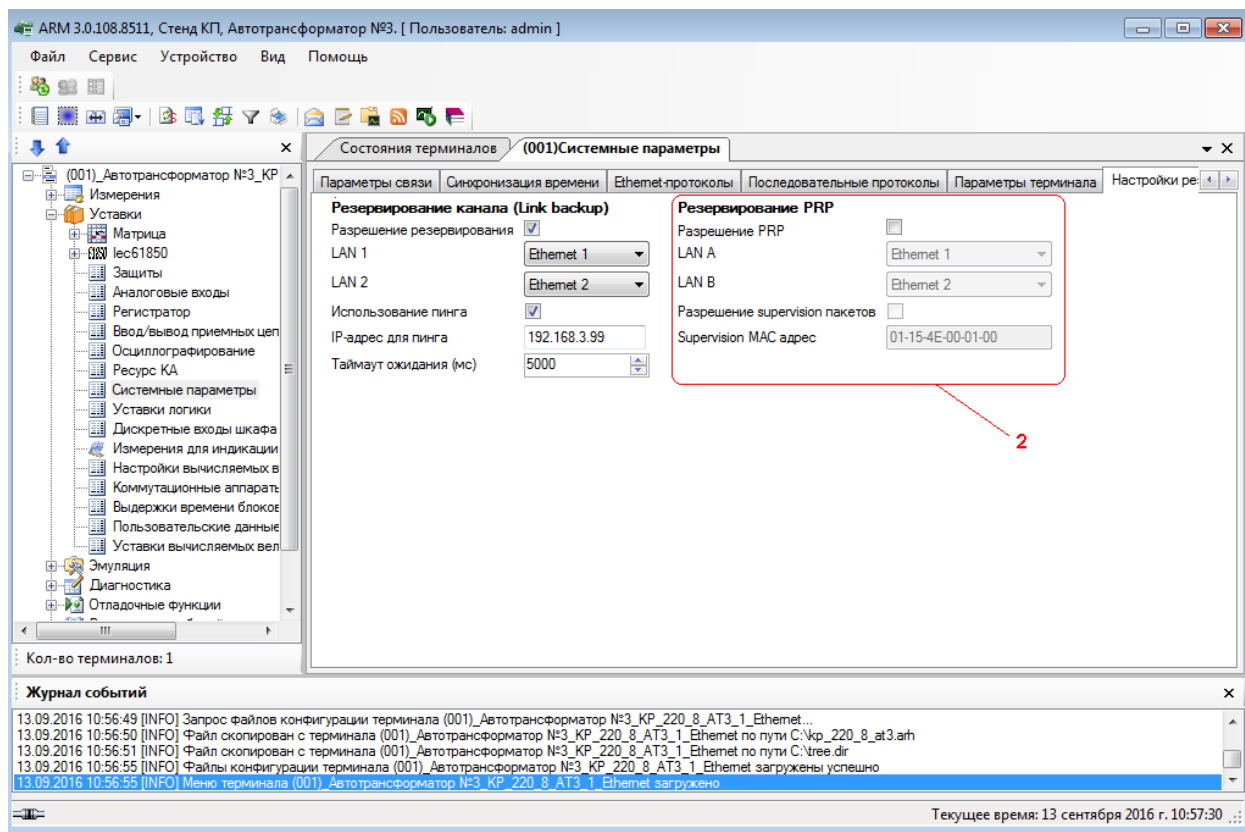 ARM 3.0.108.8511, Стенд КП, Автотрансформатор №3. [ Пользователь: admin ]
Файл Сервис Устройство Вид Помощь
Состояния терминалов (001)Системные параметры
(001)_Автотрансформатор №3_KP
Измерения
Уставки
Матрица
Iec61850
Защиты
Аналоговые входы
Регистратор
Ввод/вывод приемных цеп
Осциллографирование
Ресурс КА
Системные параметры
Уставки логики
Дискретные входы шкафа
Измерения для индикации
Настройки вычисляемых в
Коммутационные аппарать
Выдержки времени блоков
Пользовательские данные
Уставки вычисляемых вел
Эмуляция
Диагностика
Отладочные функции
Кол-во терминалов: 1
Параметры связи Синхронизация времени Ethernet-протоколы Последовательные протоколы Параметры терминала Настройки ре
Резервирование канала (Link backup)
Разрешение резервирования
LAN 1 Ethernet 1
LAN 2 Ethernet 2
Использование пинга
IP-адрес для пинга 192.168.3.99
Таймаут ожидания (мс) 5000
Резервирование PRP
Разрешение PRP
LAN A Ethernet 1
LAN B Ethernet 2
Разрешение supervision пакетов
Supervision MAC адрес 01-15-4E-00-01-00
2
Журнал событий
13.09.2016 10:56:49 [INFO] Запрос файлов конфигурации терминала (001)_Автотрансформатор №3_KP_220_8_AT3_1_Ethernet...
13.09.2016 10:56:50 [INFO] Файл скопирован с терминала (001)_Автотрансформатор №3_KP_220_8_AT3_1_Ethernet по пути C:\kp_220_8_at3.arh
13.09.2016 10:56:51 [INFO] Файл скопирован с терминала (001)_Автотрансформатор №3_KP_220_8_AT3_1_Ethernet по пути C:\tree.dir
13.09.2016 10:56:55 [INFO] Файлы конфигурации терминала (001)_Автотрансформатор №3_KP_220_8_AT3_1_Ethernet загружены успешно
13.09.2016 10:56:55 [INFO] Меню терминала (001)_Автотрансформатор №3_KP_220_8_AT3_1_Ethernet загружено
Текущее время: 13 сентября 2016 г. 10:57:30